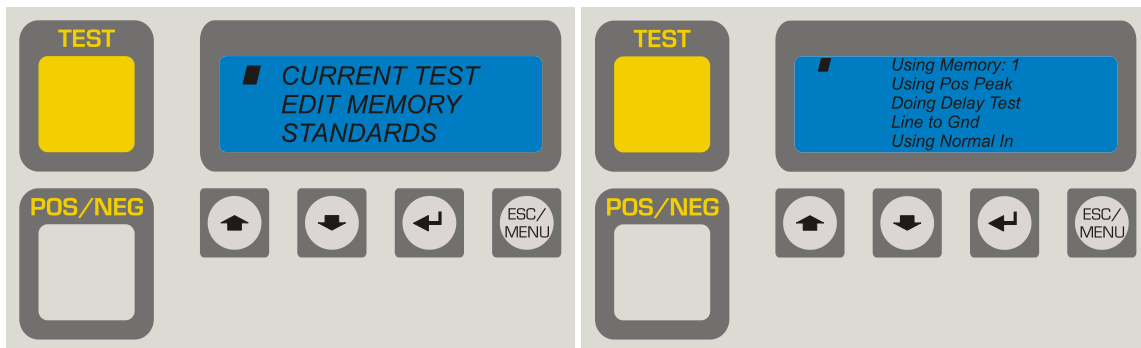 TEST
CURRENT TEST
EDIT MEMORY
STANDARDS
POS/NEG
ESC/
MENU
TEST
Using Memory: 1
Using Pos Peak
Doing Delay Test
Line to Gnd
Using Normal In
POS/NEG
ESC/
MENU